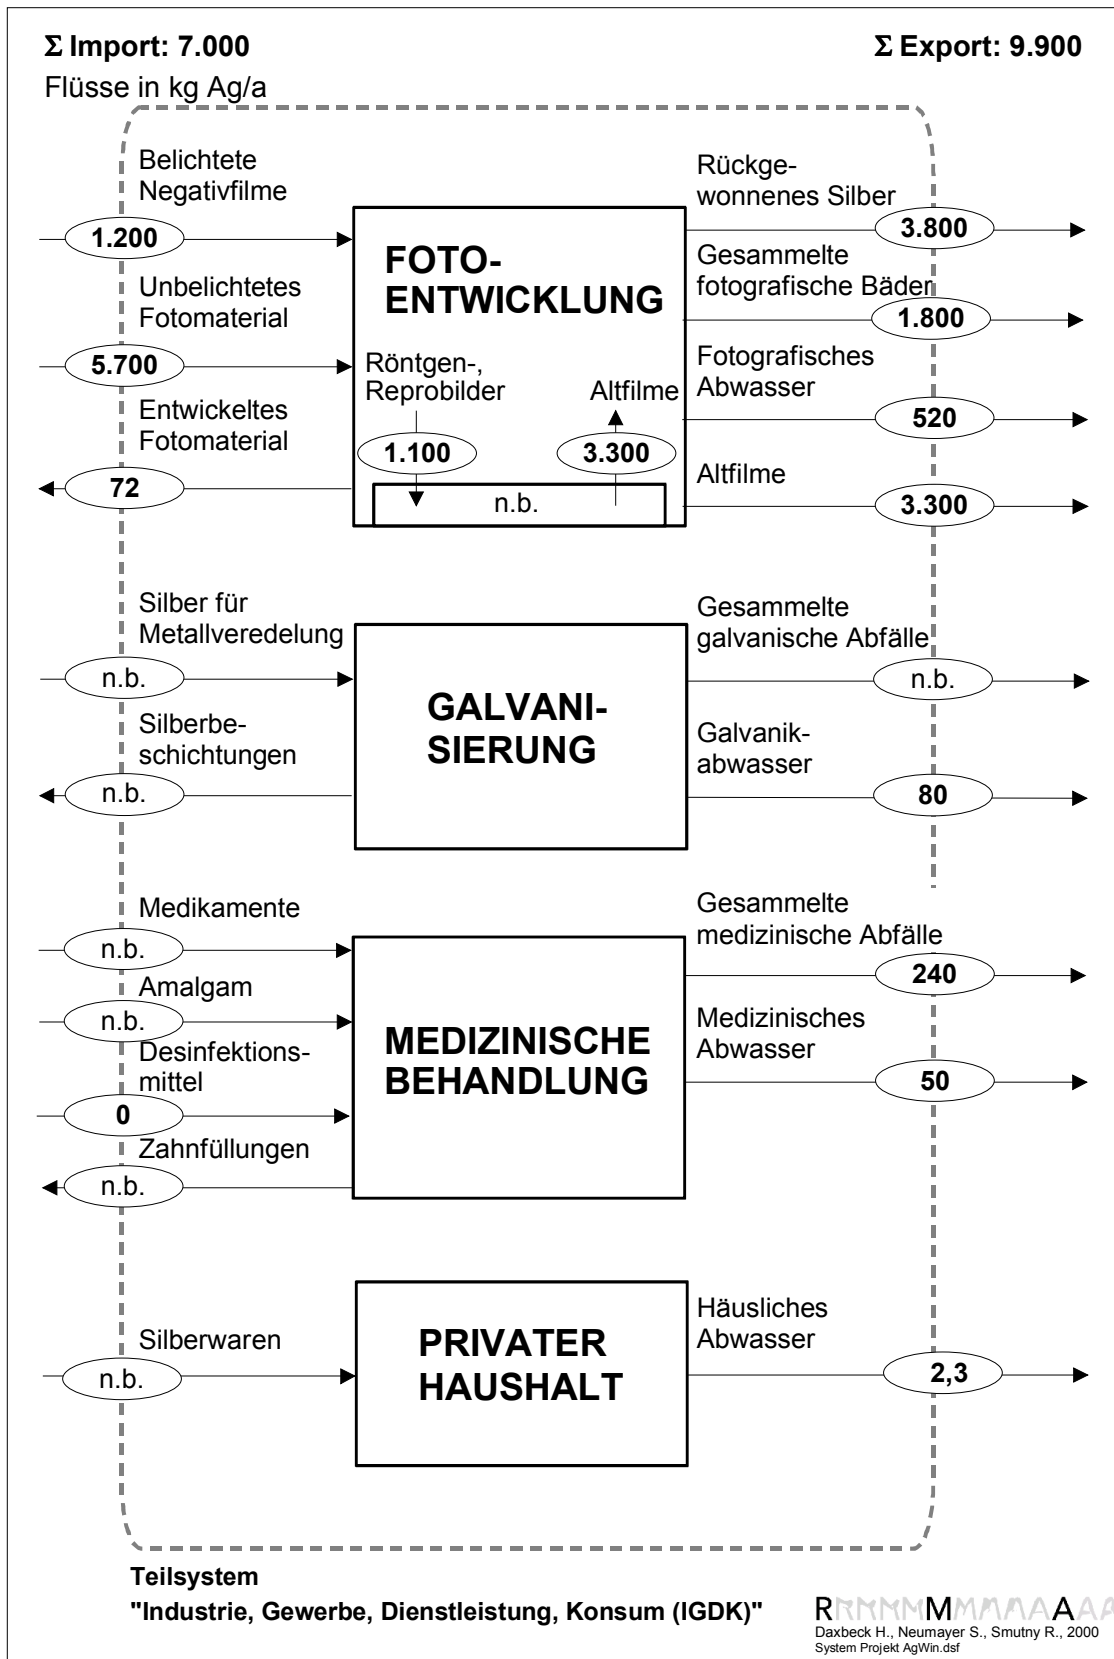 Σ Import: 7.000
Σ Export: 9.900
Flüsse in kg Ag/a
Belichtete
Negativfilme
1.200
Unbelichtetes
Fotomaterial
5.700
Entwickeltes
Fotomaterial
72
FOTO-
ENTWICKLUNG
Röntgen-,
Reprobilder
1.100
Altfilme
3.300
n.b.
Rückge-
wonnenes Silber
3.800
Gesammelte
fotografische Bäder
1.800
Fotografisches
Abwasser
520
Altfilme
3.300
Silber für
Metallveredelung
n.b.
Silberbe-
schichtungen
n.b.
GALVANI-
SIERUNG
Gesammelte
galvanische Abfälle
n.b.
Galvanik-
abwasser
80
Medikamente
n.b.
Amalgam
n.b.
Desinfektions-
mittel
0
Zahnfüllungen
n.b.
MEDIZINISCHE
BEHANDLUNG
Gesammelte
medizinische Abfälle
240
Medizinisches
Abwasser
50
Silberwaren
n.b.
PRIVATER
HAUSHALT
Häusliches
Abwasser
2,3
Teilsystem
"Industrie, Gewerbe, Dienstleistung, Konsum (IGDK)"
Daxbeck H., Neumayer S., Smutny R., 2000
System Projekt AgWin.dsf